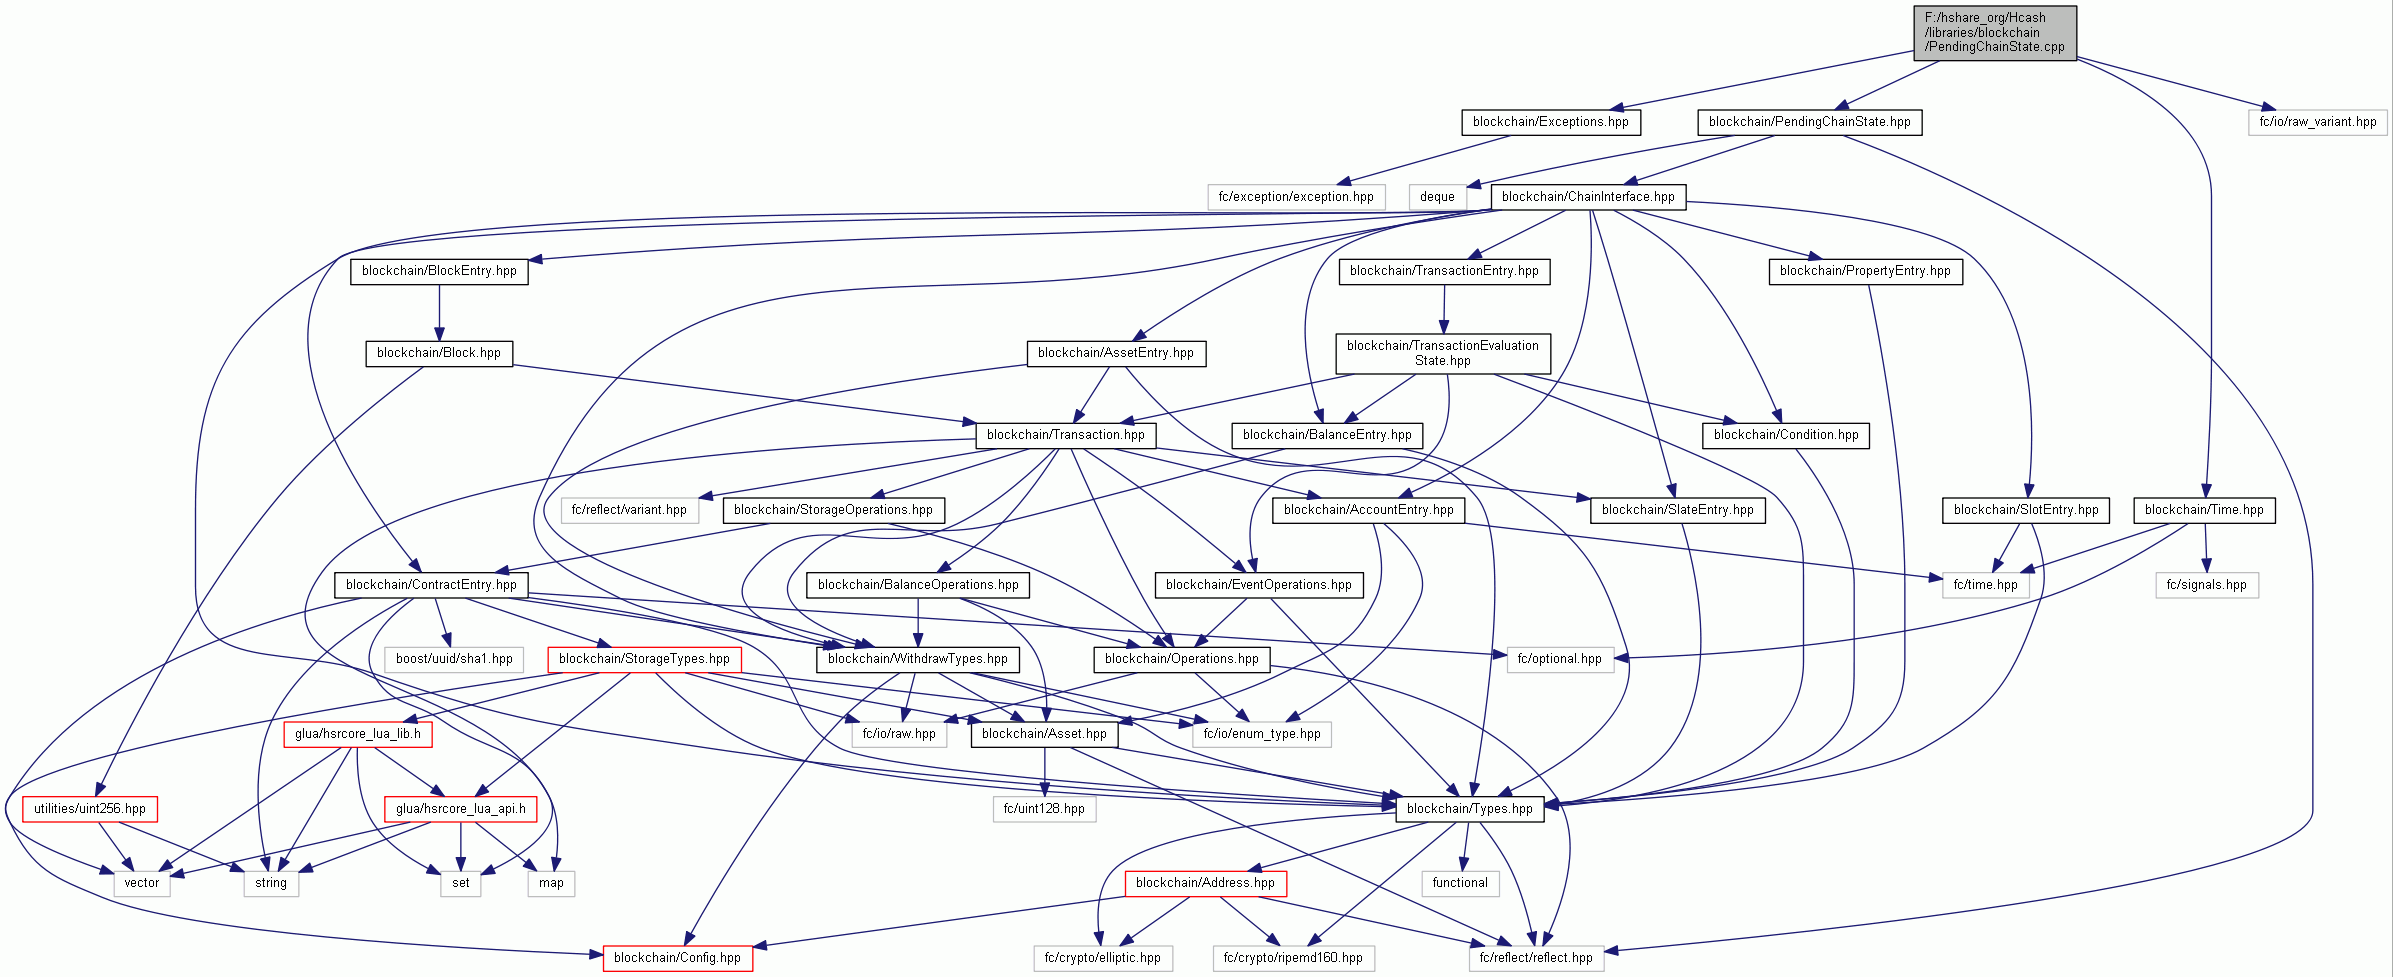 F:/hshare_org/Hcash
/libraries/blockchain
/PendingChainState.cpp
blockchain/Exceptions.hpp
blockchain/PendingChainState.hpp
fc/io/raw_variant.hpp
fc/exception/exception.hpp
deque
blockchain/ChainInterface.hpp
blockchain/BlockEntry.hpp
blockchain/TransactionEntry.hpp
blockchain/PropertyEntry.hpp
blockchain/Block.hpp
blockchain/AssetEntry.hpp
blockchain/TransactionEvaluation
State.hpp
blockchain/Transaction.hpp
blockchain/BalanceEntry.hpp
blockchain/Condition.hpp
fc/reflect/variant.hpp
blockchain/StorageOperations.hpp
blockchain/AccountEntry.hpp
blockchain/SlateEntry.hpp
blockchain/SlotEntry.hpp
blockchain/Time.hpp
blockchain/ContractEntry.hpp
blockchain/BalanceOperations.hpp
blockchain/EventOperations.hpp
fc/time.hpp
fc/signals.hpp
boost/uuid/sha1.hpp
blockchain/StorageTypes.hpp
blockchain/WithdrawTypes.hpp
blockchain/Operations.hpp
fc/optional.hpp
glua/hsrcore_lua_lib.h
fc/io/raw.hpp
blockchain/Asset.hpp
fc/io/enum_type.hpp
utilities/uint256.hpp
glua/hsrcore_lua_api.h
fc/uint128.hpp
blockchain/Types.hpp
vector
string
set
map
blockchain/Address.hpp
functional
blockchain/Config.hpp
fc/crypto/elliptic.hpp
fc/crypto/ripemd160.hpp
fc/reflect/reflect.hpp